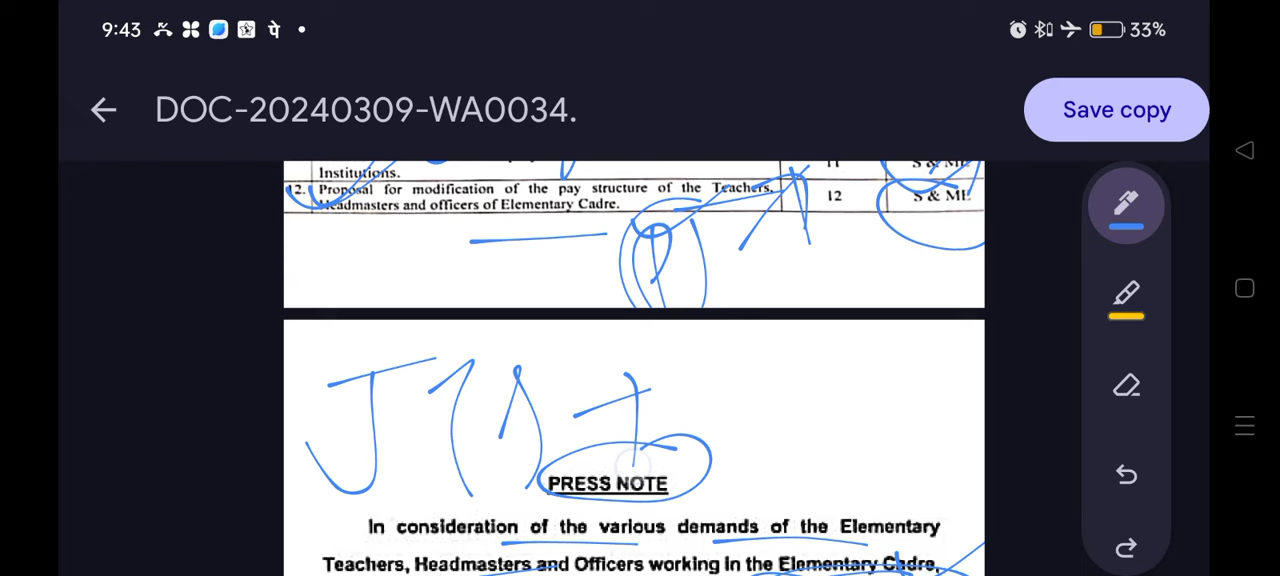 9:43 पे 33%
DOC-20240309-WA0034.
Save copy
Institutions. 11 S & ME
12. Proposal for modification of the pay structure of the Teachers, Headmasters and officers of Elementary Cadre. 12 S & ME
PRESS NOTE
In consideration of the various demands of the Elementary
Teachers, Headmasters and Officers working in the Elementary Cadre,